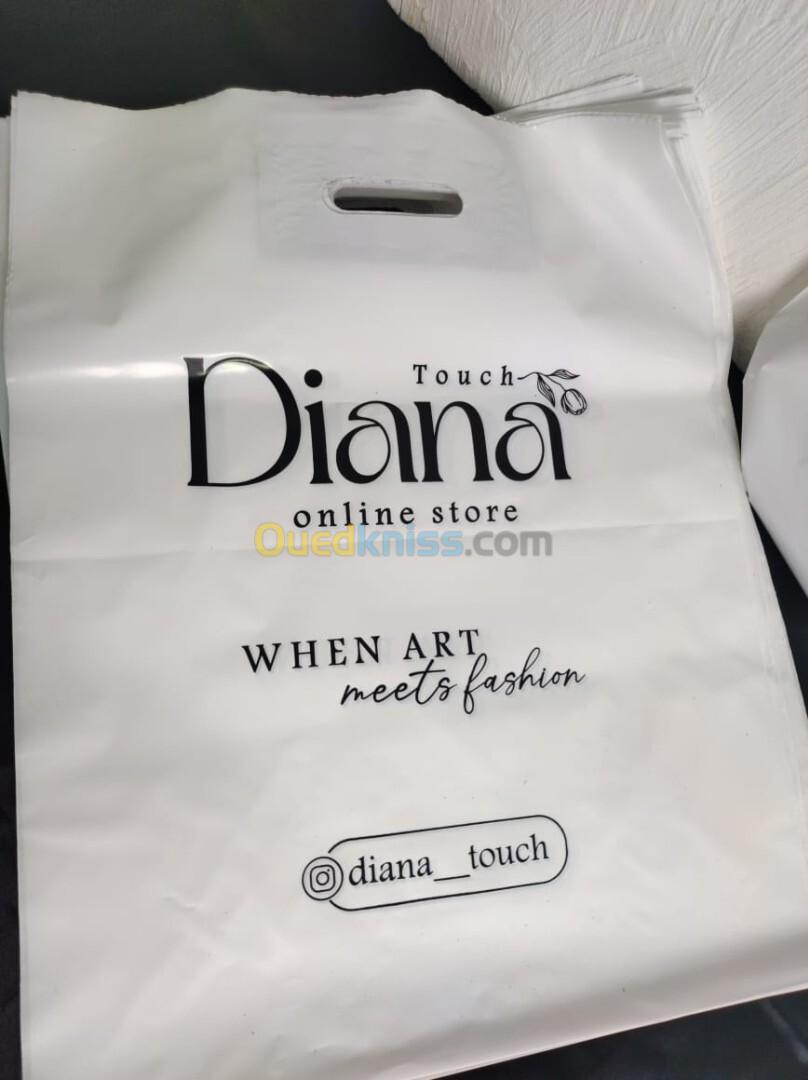 Touch
Diana
online store
Ouedkniss.com
WHEN ART
meets fashion
diana__touch